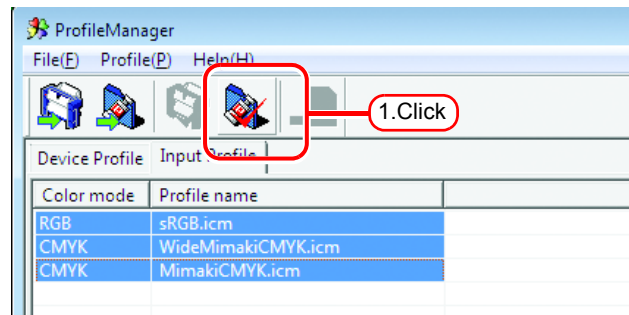 ProfileManager
File(F) Profile(P) Help(H)
1.Click
Device Profile Input Profile
Color mode Profile name
RGB sRGB.icm
CMYK WideMimakiCMYK.icm
CMYK MimakiCMYK.icm